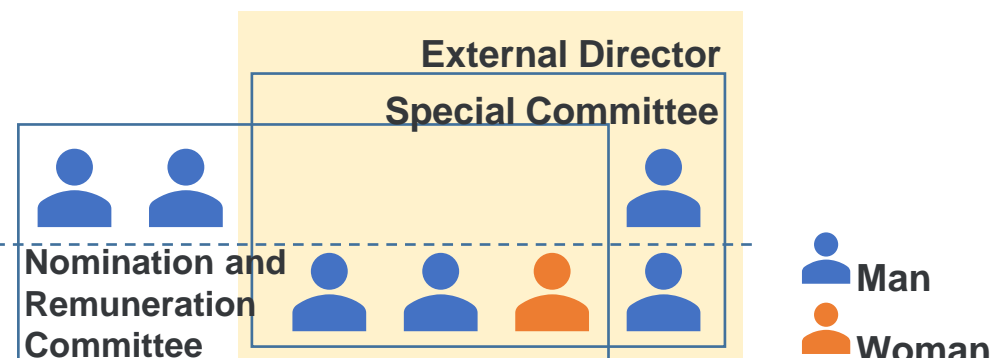 External Director
Special Committee
Nomination and
Remuneration
Committee
Man
Woman